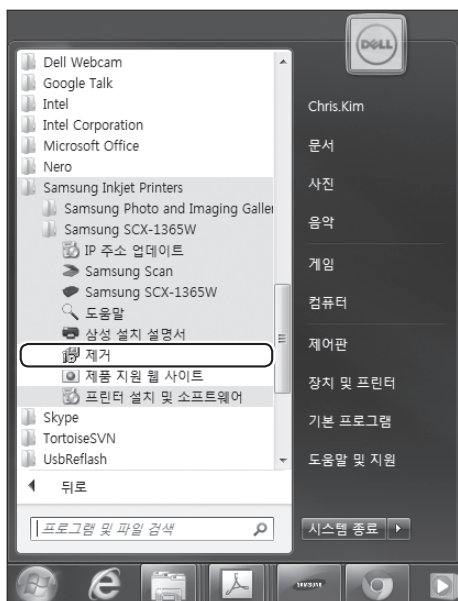 Dell Webcam
Google Talk
Intel
Intel Corporation
Microsoft Office
Nero
Samsung Inkjet Printers
Samsung Photo and Imaging Galler
Samsung SCX-1365W
IP 주소 업데이트
Samsung Scan
Samsung SCX-1365W
도움말
삼성 설치 설명서
제거
제품 지원 웹 사이트
프린터 설치 및 소프트웨어
Skype
TortoiseSVN
UsbReflash
뒤로
프로그램 및 파일 검색
DELL
Chris.Kim
문서
사진
음악
게임
컴퓨터
제어판
장치 및 프린터
기본 프로그램
도움말 및 지원
시스템 종료
SAMSUNG